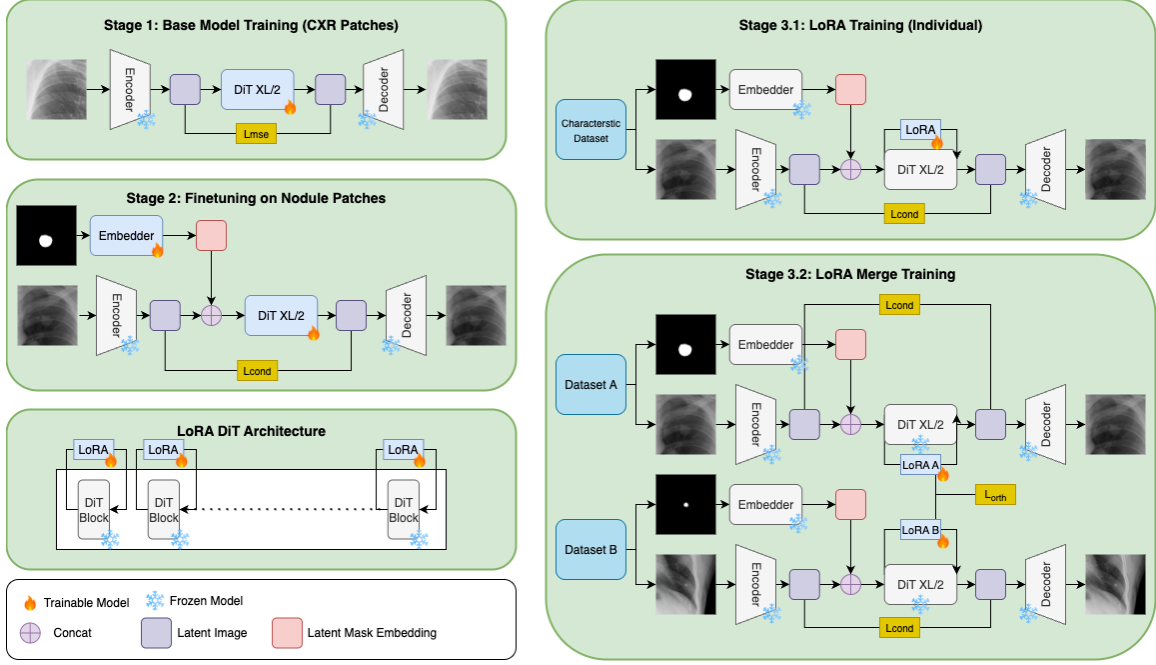 Stage 1: Base Model Training (CXR Patches)
Encoder
DiT XL/2
Decoder
Lmse
Stage 2: Finetuning on Nodule Patches
Embedder
Encoder
DiT XL/2
Decoder
Lcond
LoRA DiT Architecture
LoRA
LoRA
LoRA
DiT
Block
DiT
Block
DiT
Block
Trainable Model
Frozen Model
Concat
Latent Image
Latent Mask Embedding
Stage 3.1: LoRA Training (Individual)
Characterstic
Dataset
Embedder
Encoder
LoRA
DiT XL/2
Decoder
Lcond
Stage 3.2: LoRA Merge Training
Lcond
Dataset A
Embedder
Encoder
DiT XL/2
Decoder
LoRA A
Lorth
Dataset B
Embedder
LoRA B
Encoder
DiT XL/2
Decoder
Lcond